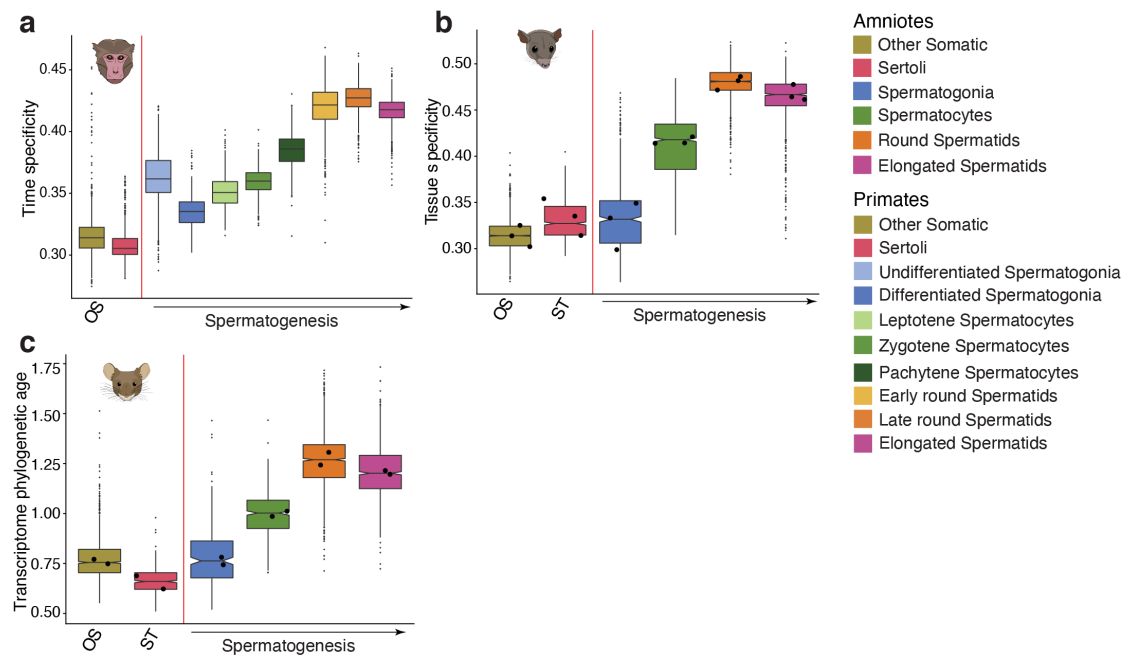 a
Time specificity
0.45
0.40
0.35
0.30
OS
Spermatogenesis
b
Tissue s pecificity
0.50
0.45
0.40
0.35
0.30
OS
ST
Spermatogenesis
c
Transcriptome phylogenetic age
1.75
1.50
1.25
1.00
0.75
0.50
OS
ST
Spermatogenesis
Amniotes
Other Somatic
Sertoli
Spermatogonia
Spermatocytes
Round Spermatids
Elongated Spermatids
Primates
Other Somatic
Sertoli
Undifferentiated Spermatogonia
Differentiated Spermatogonia
Leptotene Spermatocytes
Zygotene Spermatocytes
Pachytene Spermatocytes
Early round Spermatids
Late round Spermatids
Elongated Spermatids